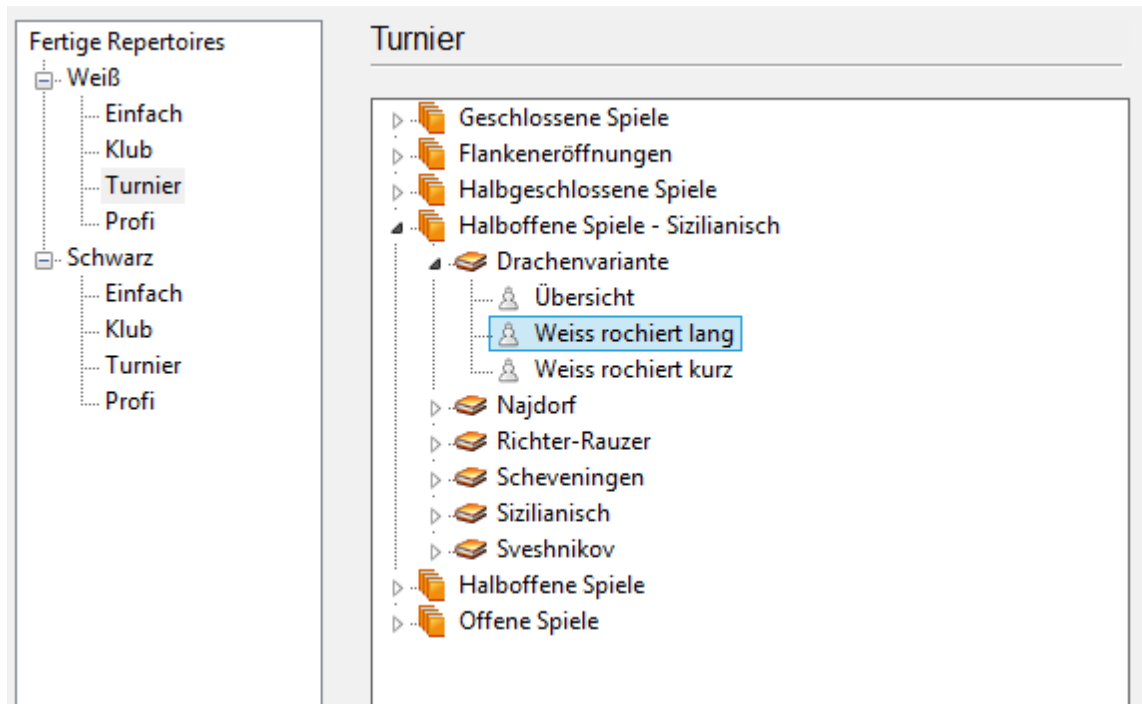 Fertige Repertoires
Weiß
Einfach
Klub
Turnier
Profi
Schwarz
Einfach
Klub
Turnier
Profi
Turnier
Geschlossene Spiele
Flankeneröffnungen
Halbgeschlossene Spiele
Halboffene Spiele - Sizilianisch
Drachenvariante
Übersicht
Weiss rochiert lang
Weiss rochiert kurz
Najdorf
Richter-Rauzer
Scheveningen
Sizilianisch
Sveshnikov
Halboffene Spiele
Offene Spiele